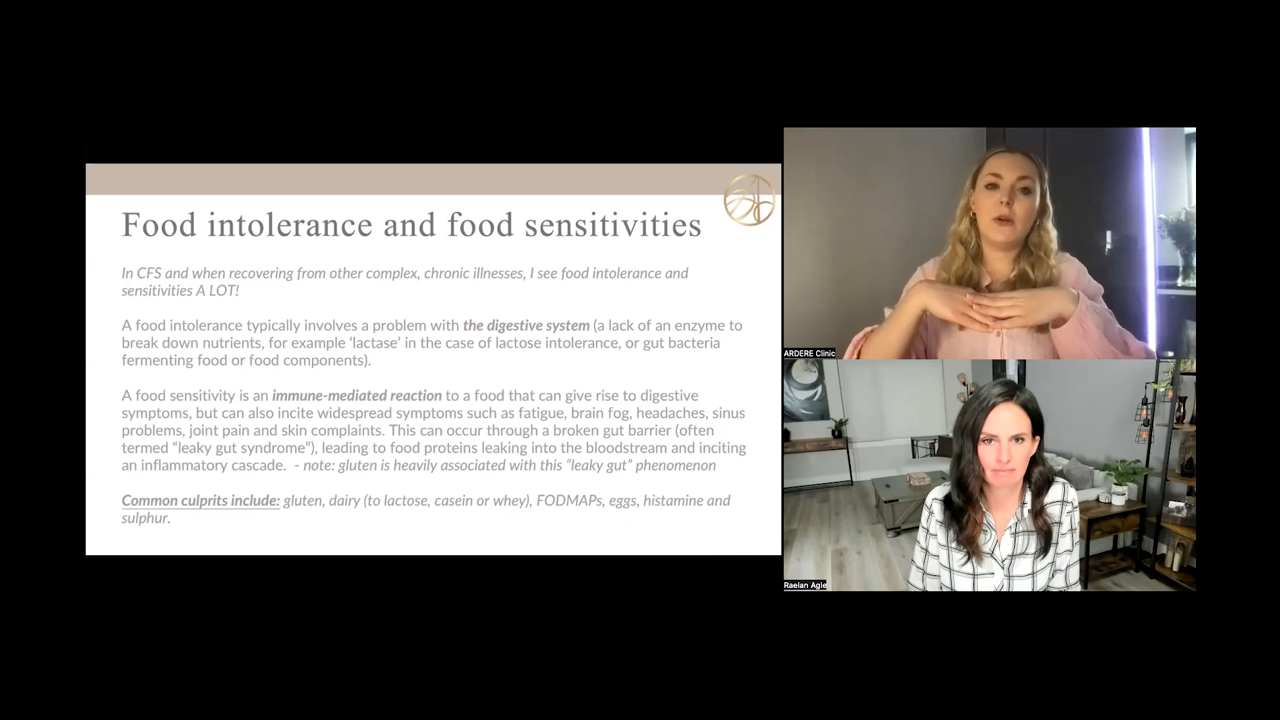 Food intolerance and food sensitivities
In CFS and when recovering from other complex, chronic illnesses, I see food intolerance and
sensitivities A LOT!
A food intolerance typically involves a problem with the digestive system (a lack of an enzyme to
break down nutrients, for example ‘lactase’ in the case of lactose intolerance, or gut bacteria
fermenting food or food components).
A food sensitivity is an immune-mediated reaction to a food that can give rise to digestive
symptoms, but can also incite widespread symptoms such as fatigue, brain fog, headaches, sinus
problems, joint pain and skin complaints. This can occur through a broken gut barrier (often
termed “leaky gut syndrome”), leading to food proteins leaking into the bloodstream and inciting
an inflammatory cascade. - note: gluten is heavily associated with this “leaky gut” phenomenon
Common culprits include: gluten, dairy (to lactose, casein or whey), FODMAPs, eggs, histamine and
sulphur.
ARDERE Clinic
Raelan Agle